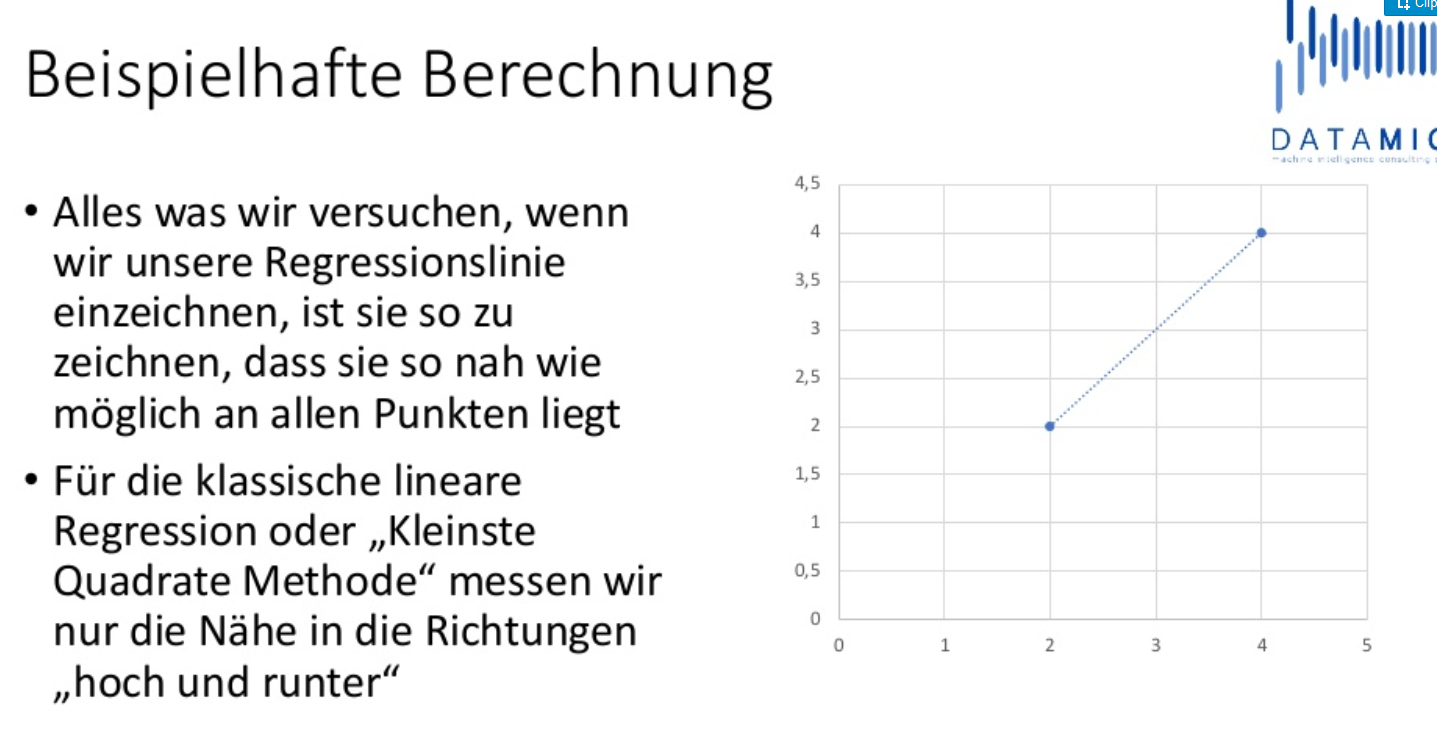 Beispielhafte Berechnung
• Alles was wir versuchen, wenn
wir unsere Regressionslinie
einzeichnen, ist sie so zu
zeichnen, dass sie so nah wie
möglich an allen Punkten liegt
• Für die klassische lineare
Regression oder „Kleinste
Quadrate Methode“ messen wir
nur die Nähe in die Richtungen
„hoch und runter“
Clip
DATAMIC
machine intelligence consulting
4,5
4
3,5
3
2,5
2
1,5
1
0,5
0
0 1 2 3 4 5